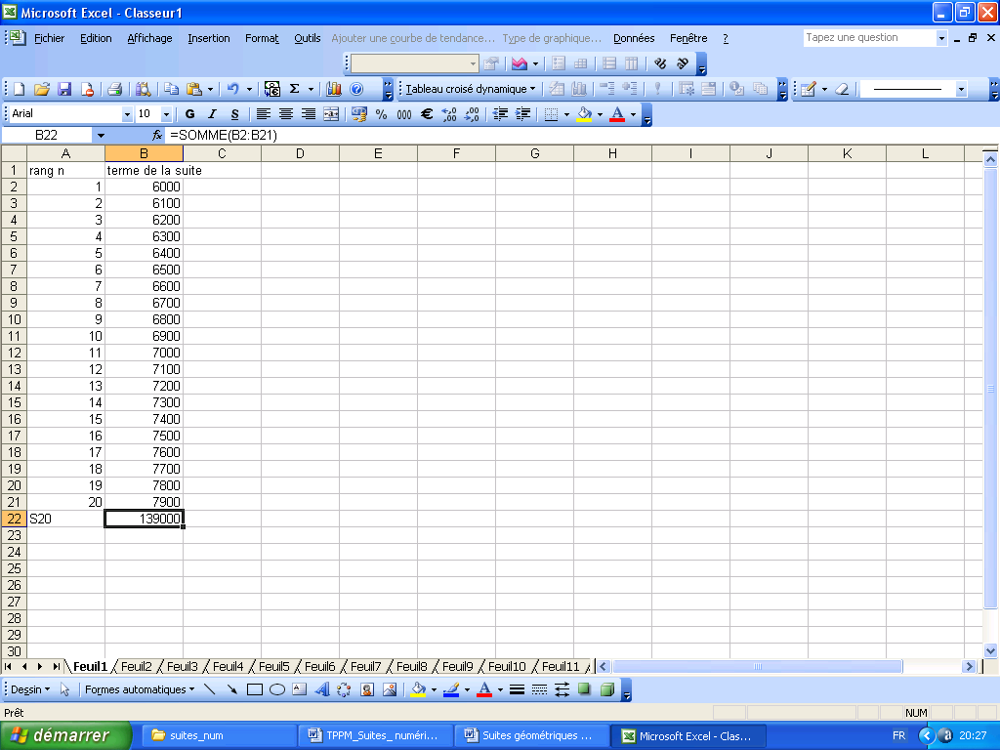 Microsoft Excel - Classeur1
Fichier Edition Affichage Insertion Format Outils Ajouter une courbe de tendance... Type de graphique... Données Fenêtre ? Tapez une question
Σ Tableau croisé dynamique
Arial 10 G I S % 000 €
B22 fx =SOMME(B2:B21)
A B C D E F G H I J K L
1 rang n terme de la suite
2 1 6000
3 2 6100
4 3 6200
5 4 6300
6 5 6400
7 6 6500
8 7 6600
9 8 6700
10 9 6800
11 10 6900
12 11 7000
13 12 7100
14 13 7200
15 14 7300
16 15 7400
17 16 7500
18 17 7600
19 18 7700
20 19 7800
21 20 7900
22 S20 139000
23
24
25
26
27
28
29
30
Feuil1 Feuil2 Feuil3 Feuil4 Feuil5 Feuil6 Feuil7 Feuil8 Feuil9 Feuil10 Feuil11
Dessin Formes automatiques
Prêt NUM
démarrer suites_num TPPM_Suites_ numéri... Suites géométriques ... Microsoft Excel - Clas... FR 20:27